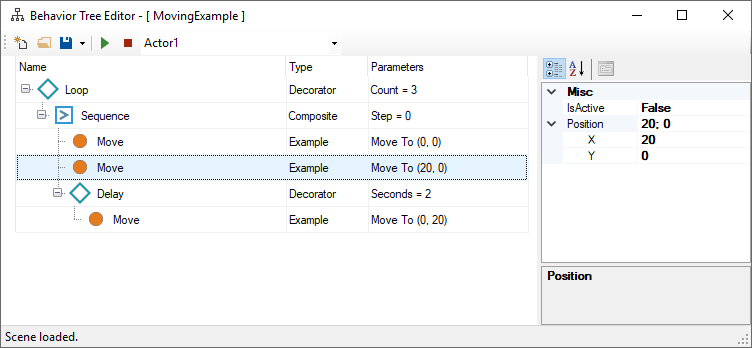 Behavior Tree Editor - [ MovingExample ]
Actor1
Name Type Parameters
Loop Decorator Count = 3
Sequence Composite Step = 0
Move Example Move To (0, 0)
Move Example Move To (20, 0)
Delay Decorator Seconds = 2
Move Example Move To (0, 20)
A
Z
Misc
IsActive False
Position 20; 0
X 20
Y 0
Position
Scene loaded.